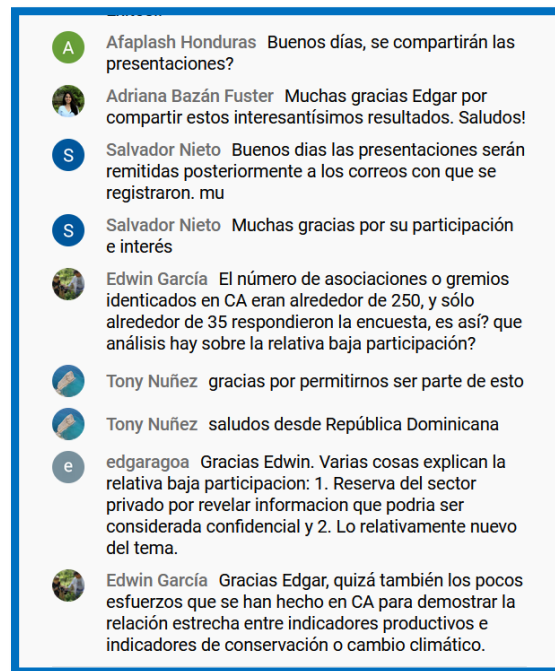 A Afaplash Honduras Buenos días, se compartirán las
presentaciones?
Adriana Bazán Fuster Muchas gracias Edgar por
compartir estos interesantísimos resultados. Saludos!
S Salvador Nieto Buenos dias las presentaciones serán
remitidas posteriormente a los correos con que se
registraron. mu
S Salvador Nieto Muchas gracias por su participación
e interés
Edwin García El número de asociaciones o gremios
identicados en CA eran alrededor de 250, y sólo
alrededor de 35 respondieron la encuesta, es así? que
análisis hay sobre la relativa baja participación?
Tony Nuñez gracias por permitirnos ser parte de esto
Tony Nuñez saludos desde República Dominicana
e edgaragoa Gracias Edwin. Varias cosas explican la
relativa baja participacion: 1. Reserva del sector
privado por revelar informacion que podria ser
considerada confidencial y 2. Lo relativamente nuevo
del tema.
Edwin García Gracias Edgar, quizá también los pocos
esfuerzos que se han hecho en CA para demostrar la
relación estrecha entre indicadores productivos e
indicadores de conservación o cambio climático.